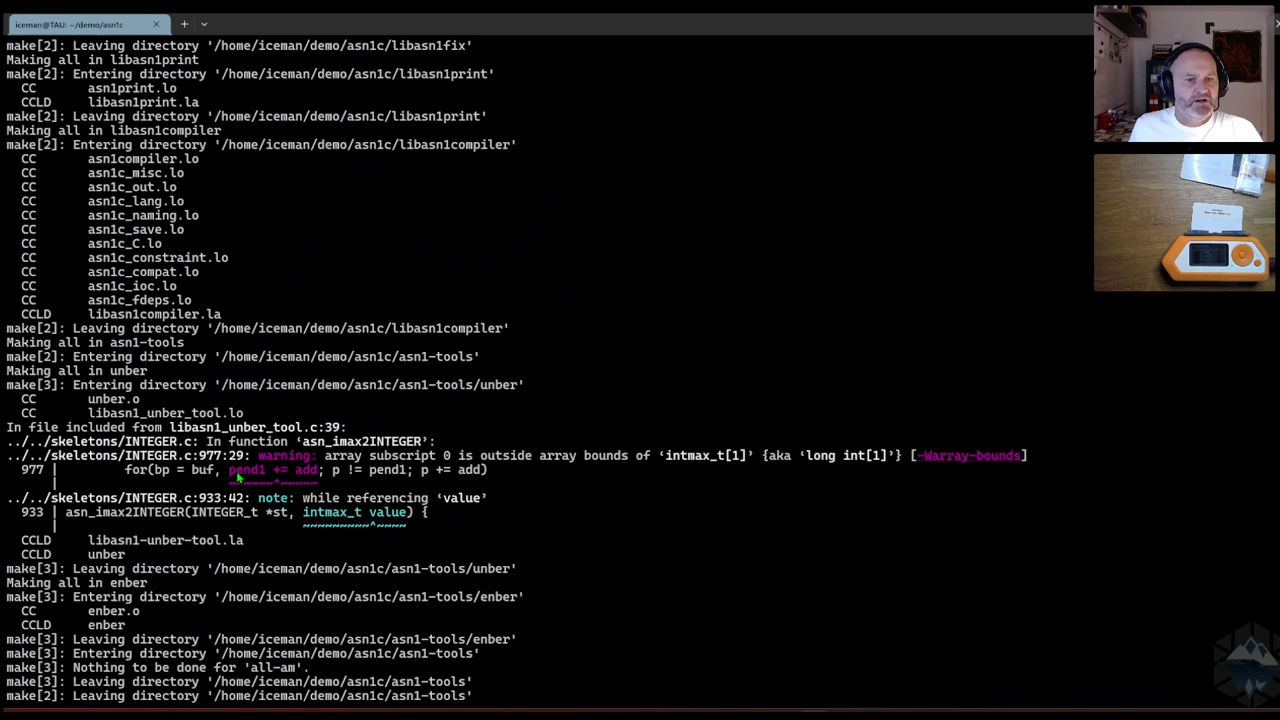 iceman@TAU: ~/demo/asn1c
make[2]: Leaving directory '/home/iceman/demo/asn1c/libasn1fix'
Making all in libasn1print
make[2]: Entering directory '/home/iceman/demo/asn1c/libasn1print'
CC asn1print.lo
CCLD libasn1print.la
make[2]: Leaving directory '/home/iceman/demo/asn1c/libasn1print'
Making all in libasn1compiler
make[2]: Entering directory '/home/iceman/demo/asn1c/libasn1compiler'
CC asn1compiler.lo
CC asn1c_misc.lo
CC asn1c_out.lo
CC asn1c_lang.lo
CC asn1c_naming.lo
CC asn1c_save.lo
CC asn1c_C.lo
CC asn1c_constraint.lo
CC asn1c_compat.lo
CC asn1c_ioc.lo
CC asn1c_fdeps.lo
CCLD libasn1compiler.la
make[2]: Leaving directory '/home/iceman/demo/asn1c/libasn1compiler'
Making all in asn1-tools
make[2]: Entering directory '/home/iceman/demo/asn1c/asn1-tools'
Making all in unber
make[3]: Entering directory '/home/iceman/demo/asn1c/asn1-tools/unber'
CC unber.o
CC libasn1_unber_tool.lo
In file included from libasn1_unber_tool.c:39:
../../skeletons/INTEGER.c: In function ‘asn_imax2INTEGER’:
../../skeletons/INTEGER.c:977:29: warning: array subscript 0 is outside array bounds of ‘intmax_t[1]’ {aka ‘long int[1]’} [-Warray-bounds]
977 | for(bp = buf, pend1 += add; p != pend1; p += add)
| ~~~~~~^~~~~~
../../skeletons/INTEGER.c:933:42: note: while referencing ‘value’
933 | asn_imax2INTEGER(INTEGER_t *st, intmax_t value) {
| ~~~~~~~~~^~~~~
CCLD libasn1-unber-tool.la
CCLD unber
make[3]: Leaving directory '/home/iceman/demo/asn1c/asn1-tools/unber'
Making all in enber
make[3]: Entering directory '/home/iceman/demo/asn1c/asn1-tools/enber'
CC enber.o
CCLD enber
make[3]: Leaving directory '/home/iceman/demo/asn1c/asn1-tools/enber'
make[3]: Entering directory '/home/iceman/demo/asn1c/asn1-tools'
make[3]: Nothing to be done for 'all-am'.
make[3]: Leaving directory '/home/iceman/demo/asn1c/asn1-tools'
make[2]: Leaving directory '/home/iceman/demo/asn1c/asn1-tools'